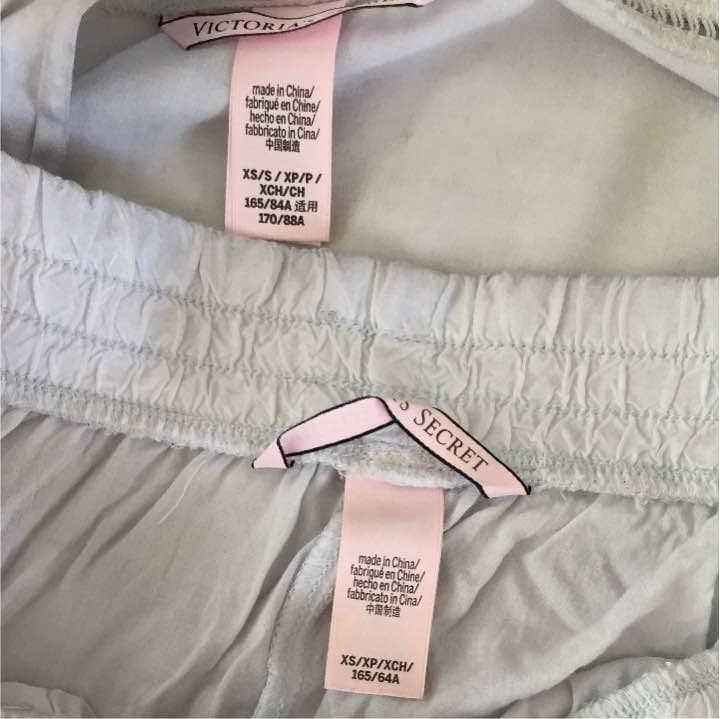 VICTORIA'S
made in China/
fabriqué en Chine/
hecho en China/
fabbricato in Cina/
中国制造
XS/S / XP/P /
XCH/CH
165/84A 适用
170/88A
SECRET
made in China/
fabriqué en Chine/
hecho en China/
fabbricato in Cina/
中国制造
XS/XP/XCH/
165/64A